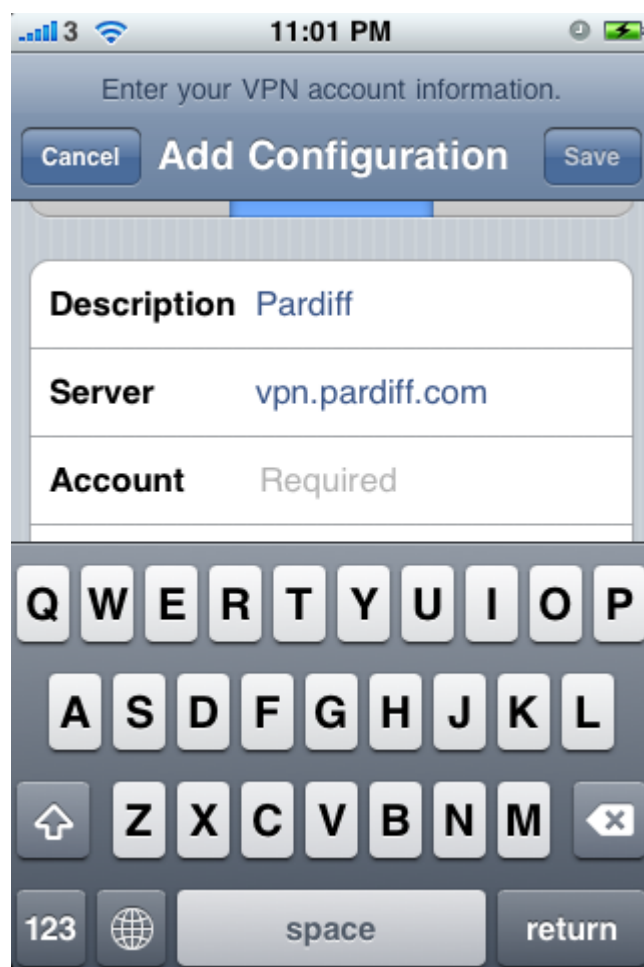 3 11:01 PM
Enter your VPN account information.
Cancel Add Configuration Save
Description Pardiff
Server vpn.pardiff.com
Account Required
Q W E R T Y U I O P
A S D F G H J K L
Z X C V B N M
123 space return